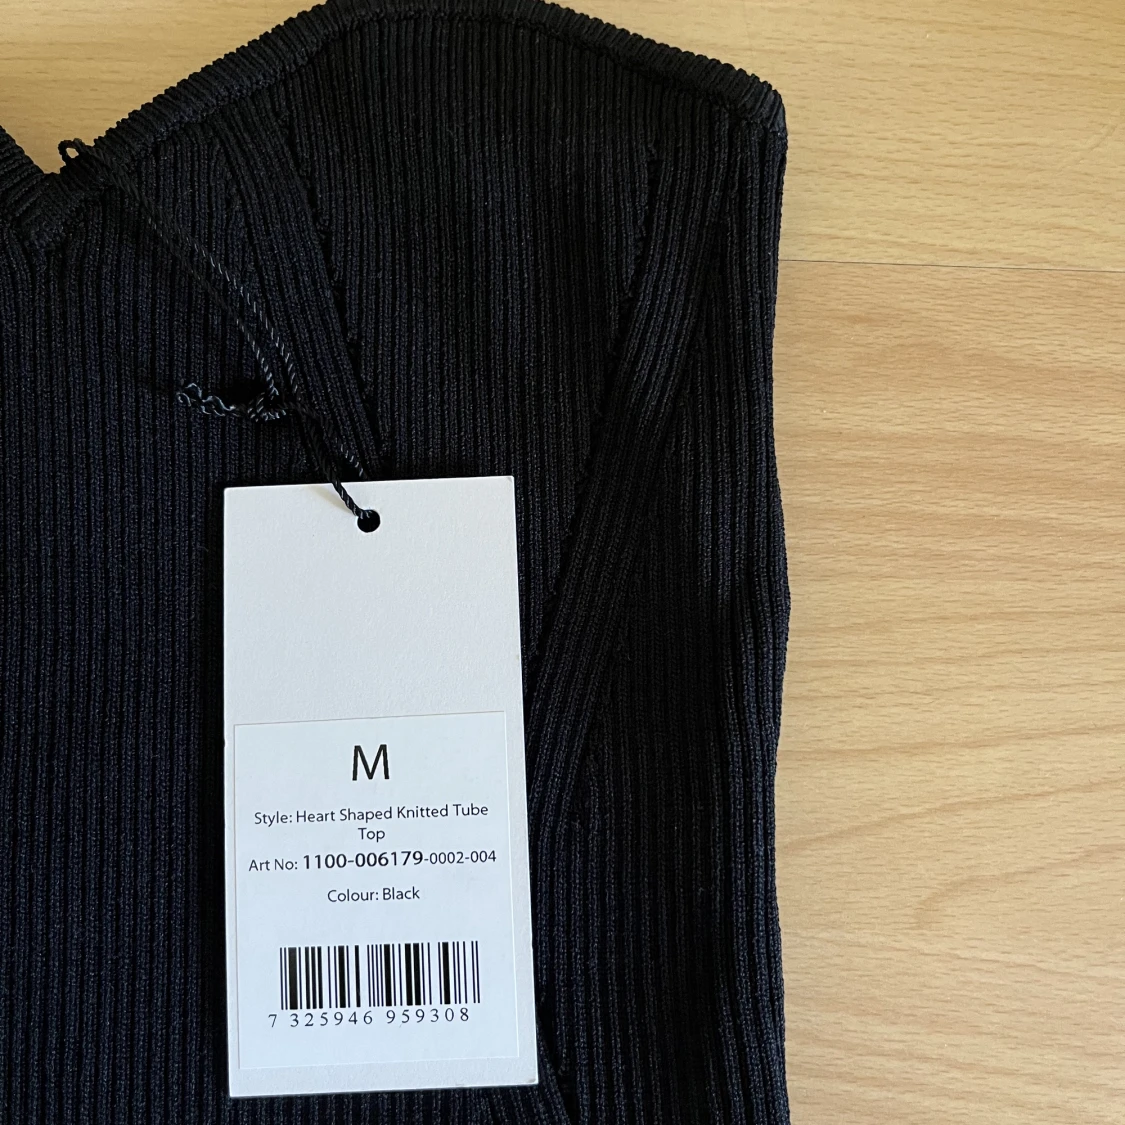 M
Style: Heart Shaped Knitted Tube
Top
Art No: 1100-006179-0002-004
Colour: Black
7 325946 959308